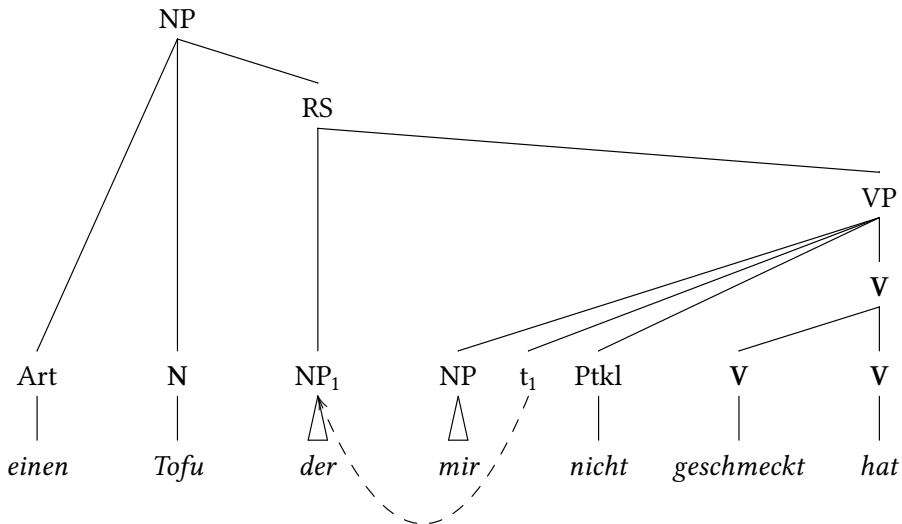 NP
RS
VP
V
Art N NP₁ NP t₁ Ptkl V V
einen Tofu der mir nicht geschmeckt hat